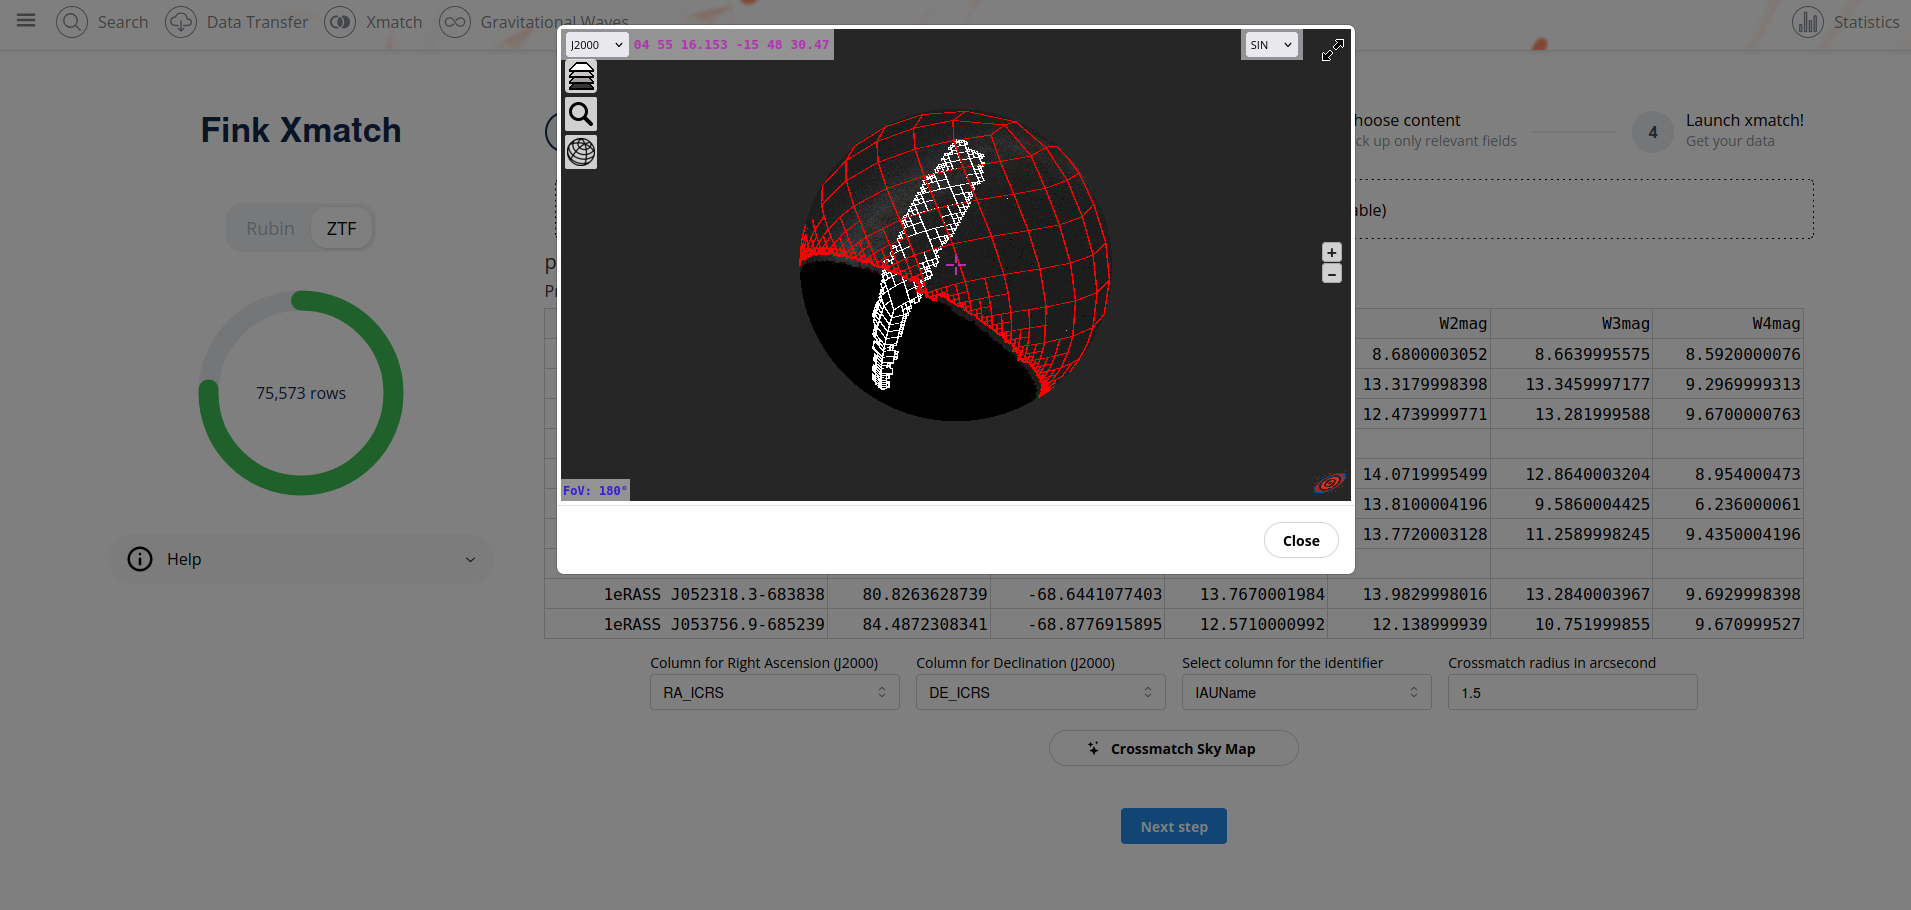 Search
Data Transfer
Xmatch
Gravitational Waves
Statistics
J2000
04 55 16.153 -15 48 30.47
SIN
FoV: 180°
+
−
Close
Fink Xmatch
Rubin
ZTF
75,573 rows
Help
hoose content
ck up only relevant fields
4
Launch xmatch!
Get your data
able)
p
Pr
W2mag W3mag W4mag
8.6800003052 8.6639995575 8.5920000076
13.3179998398 13.3459997177 9.2969999313
12.4739999771 13.281999588 9.6700000763
14.0719995499 12.8640003204 8.954000473
13.8100004196 9.5860004425 6.236000061
13.7720003128 11.2589998245 9.4350004196
1eRASS J052318.3-683838 80.8263628739 -68.6441077403 13.7670001984 13.9829998016 13.2840003967 9.6929998398
1eRASS J053756.9-685239 84.4872308341 -68.8776915895 12.5710000992 12.138999939 10.751999855 9.670999527
Column for Right Ascension (J2000)
RA_ICRS
Column for Declination (J2000)
DE_ICRS
Select column for the identifier
IAUName
Crossmatch radius in arcsecond
1.5
Crossmatch Sky Map
Next step